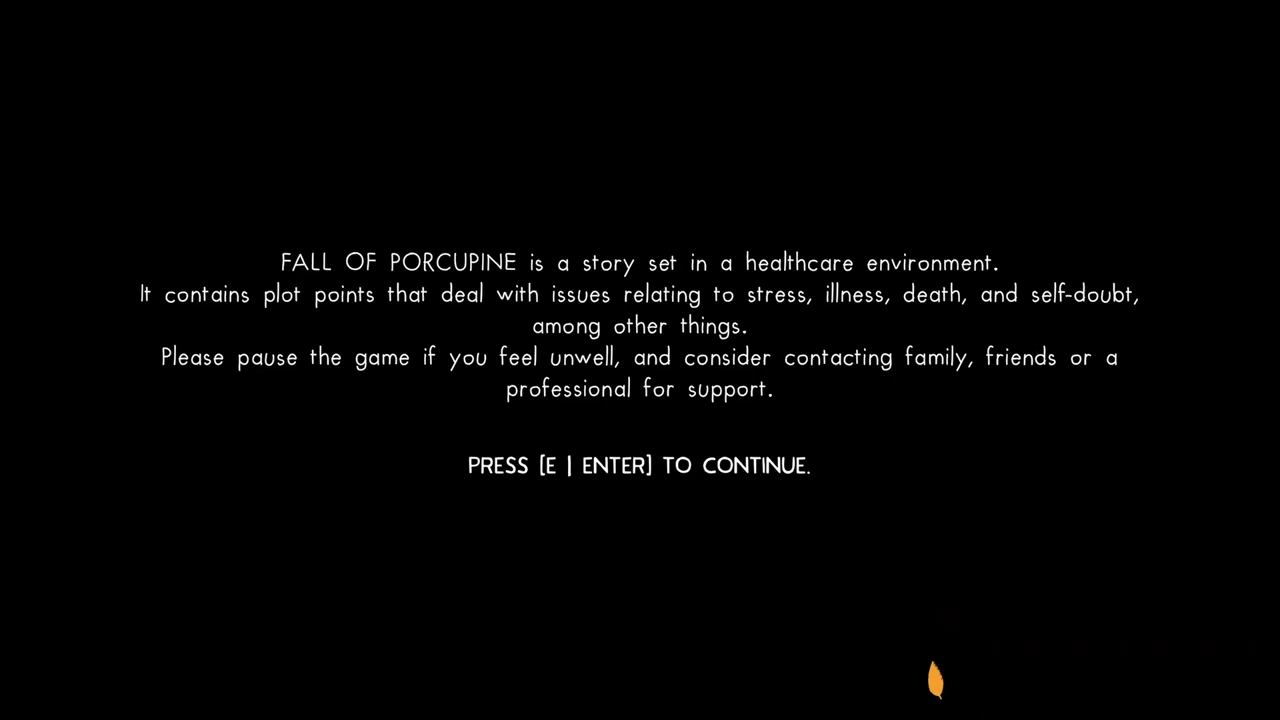 FALL OF PORCUPINE is a story set in a healthcare environment.
It contains plot points that deal with issues relating to stress, illness, death, and self-doubt,
among other things.
Please pause the game if you feel unwell, and consider contacting family, friends or a
professional for support.
PRESS [E | ENTER] TO CONTINUE.